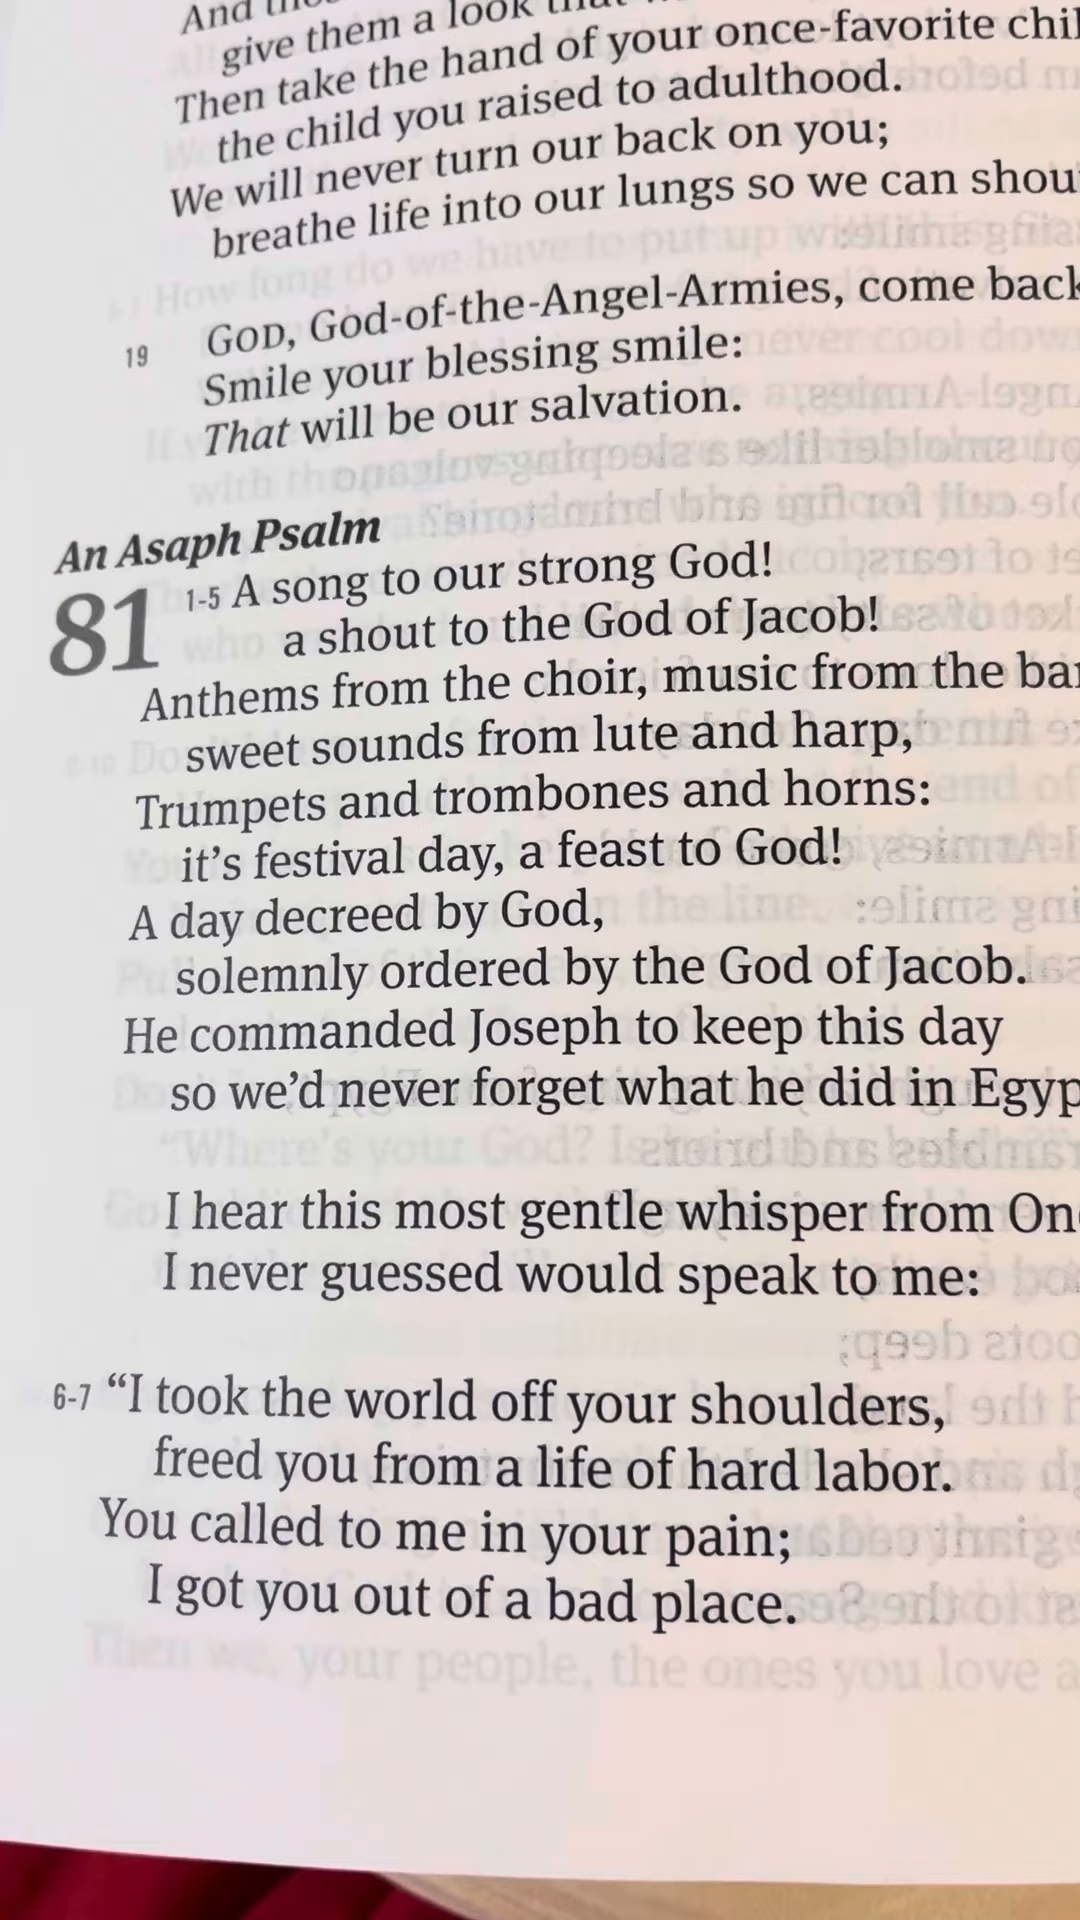 give them a look
Then take the hand of your once-favorite
the child you raised to adulthood.
We will never turn our back on you;
breathe life into our lungs so we can
19 GOD, God-of-the-Angel-Armies, come back
Smile your blessing smile:
That will be our salvation.
An Asaph Psalm
81 1-5 A song to our strong God!
a shout to the God of Jacob!
Anthems from the choir, music from the
sweet sounds from lute and harp,
Trumpets and trombones and horns:
it’s festival day, a feast to God!
A day decreed by God,
solemnly ordered by the God of Jacob.
He commanded Joseph to keep this day
so we’d never forget what he did in
I hear this most gentle whisper from
I never guessed would speak to me:
6-7 “I took the world off your shoulders,
freed you from a life of hard labor.
You called to me in your pain;
I got you out of a bad place.